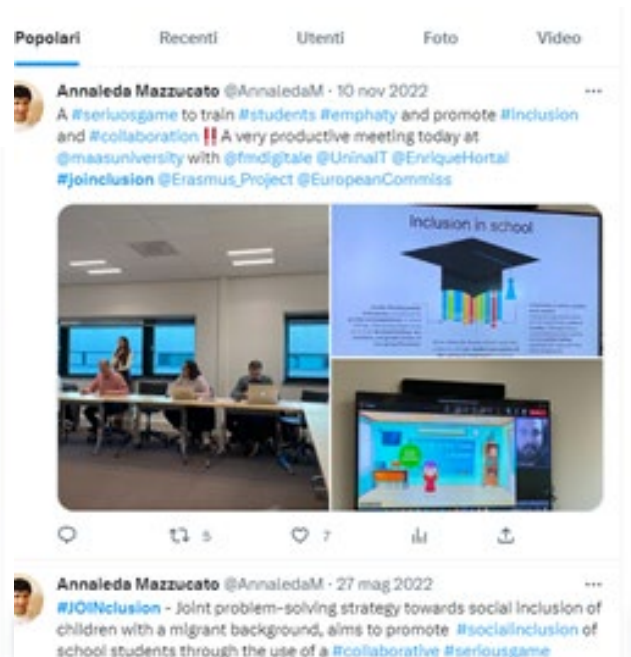 Popolari Recenti Utenti Foto Video
Annaleda Mazzucato @AnnaledaM · 10 nov 2022
A #seriuosgame to train #students #emphaty and promote #inclusion
and #collaboration ‼️ A very productive meeting today at
@maasuniversity with @fmdigitale @UninaIT @EnriqueHortal
#joinclusion @Erasmus_Project @EuropeanCommiss
Inclusion in school
5 7
Annaleda Mazzucato @AnnaledaM · 27 mag 2022
#JOINclusion - Joint problem-solving strategy towards social inclusion of
children with a migrant background, aims to promote #socialinclusion of
school students through the use of a #collaborative #seriousgame